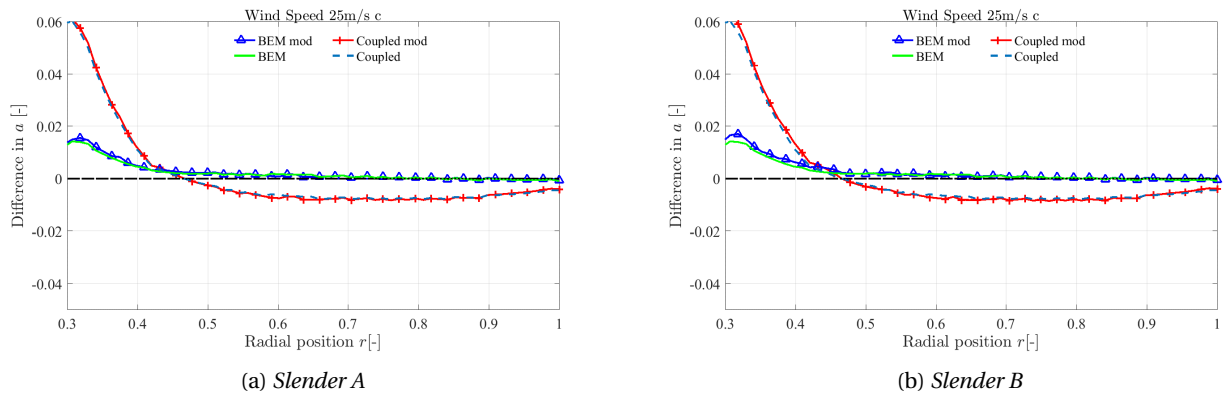 Wind Speed 25m/s c
BEM mod
Coupled mod
BEM
Coupled
0.06
0.04
0.02
0
-0.02
-0.04
Difference in a [-]
0.3 0.4 0.5 0.6 0.7 0.8 0.9 1
Radial position r[-]
(a) Slender A
Wind Speed 25m/s c
BEM mod
Coupled mod
BEM
Coupled
0.06
0.04
0.02
0
-0.02
-0.04
Difference in a [-]
0.3 0.4 0.5 0.6 0.7 0.8 0.9 1
Radial position r[-]
(b) Slender B